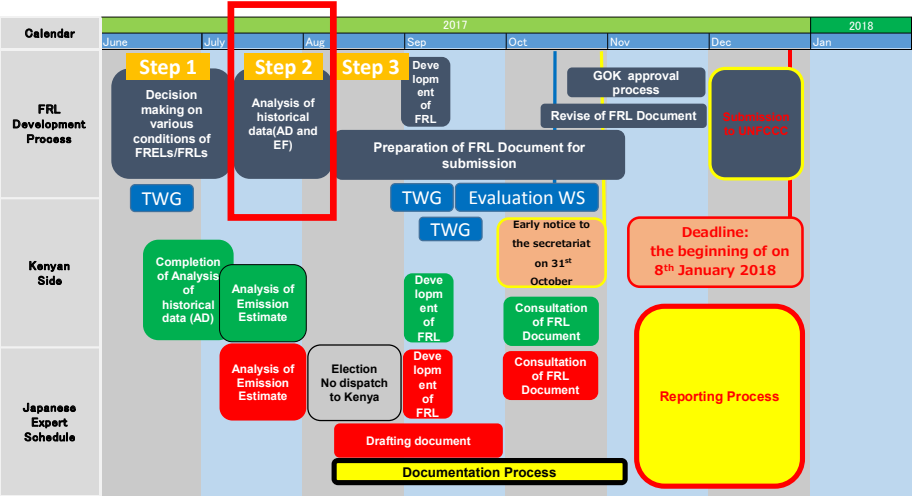 Calendar
2017
2018
June
July
Aug
Sep
Oct
Nov
Dec
Jan
FRL
Development
Process
Step 1
Step 2
Step 3
Decision
making on
various
conditions of
FRELs/FRLs
Analysis of
historical
data(AD and
EF)
Deve
lopm
ent
of
FRL
GOK approval
process
Revise of FRL Document
Submission
to UNFCCC
Preparation of FRL Document for
submission
TWG
TWG
Evaluation WS
TWG
Kenyan
Side
Completion
of Analysis
of
historical
data (AD)
Analysis of
Emission
Estimate
Deve
lopm
ent
of
FRL
Early notice to
the secretariat
on 31st
October
Deadline:
the beginning of on
8th January 2018
Consultation
of FRL
Document
Japanese
Expert
Schedule
Analysis of
Emission
Estimate
Election
No dispatch
to Kenya
Deve
lopm
ent
of
FRL
Consultation
of FRL
Document
Reporting Process
Drafting document
Documentation Process